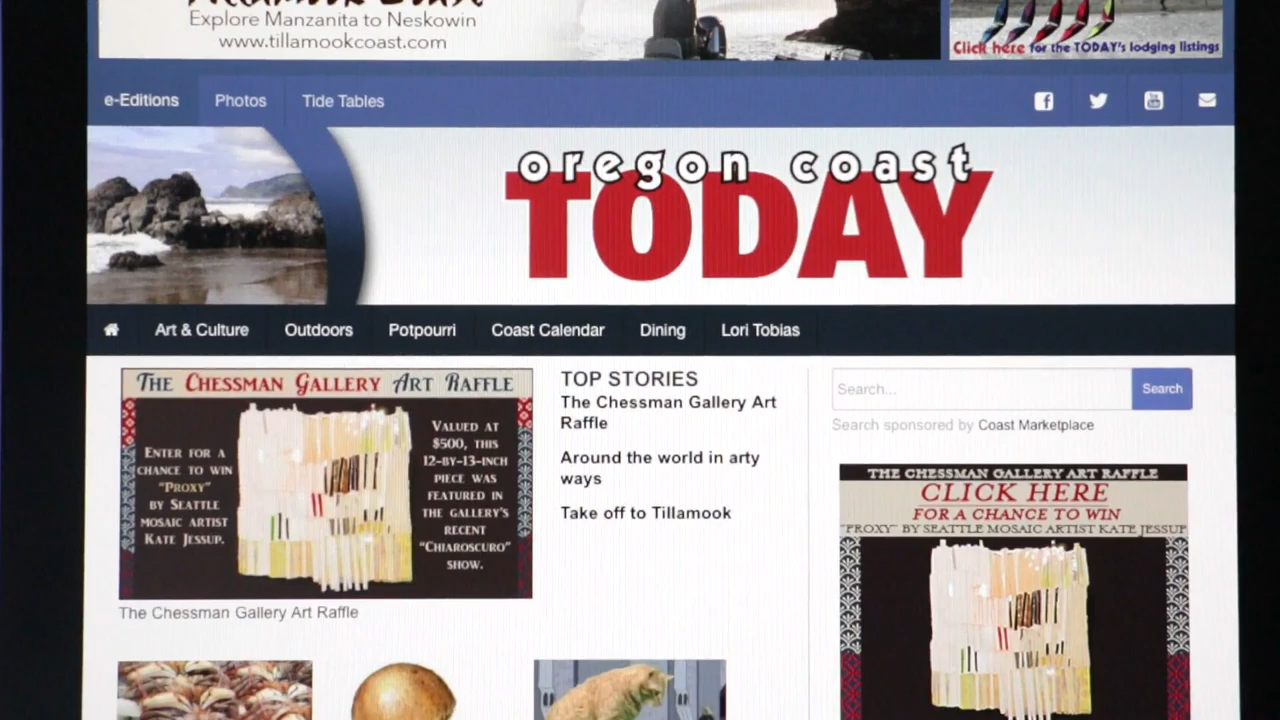 Explore Manzanita to Neskowin
www.tillamookcoast.com
Click here for the TODAY's lodging listings
e-Editions Photos Tide Tables
oregon coast
TODAY
Art & Culture Outdoors Potpourri Coast Calendar Dining Lori Tobias
THE CHESSMAN GALLERY ART RAFFLE
ENTER FOR A
CHANCE TO WIN
"PROXY"
BY SEATTLE
MOSAIC ARTIST
KATE JESSUP.
VALUED AT
$500, THIS
12-BY-13-INCH
PIECE WAS
FEATURED IN
THE GALLERY'S
RECENT
"CHIAROSCURO"
SHOW.
The Chessman Gallery Art Raffle
TOP STORIES
The Chessman Gallery Art
Raffle
Around the world in arty
ways
Take off to Tillamook
Search... Search
Search sponsored by Coast Marketplace
THE CHESSMAN GALLERY ART RAFFLE
CLICK HERE
FOR A CHANCE TO WIN
"PROXY" BY SEATTLE MOSAIC ARTIST KATE JESSUP